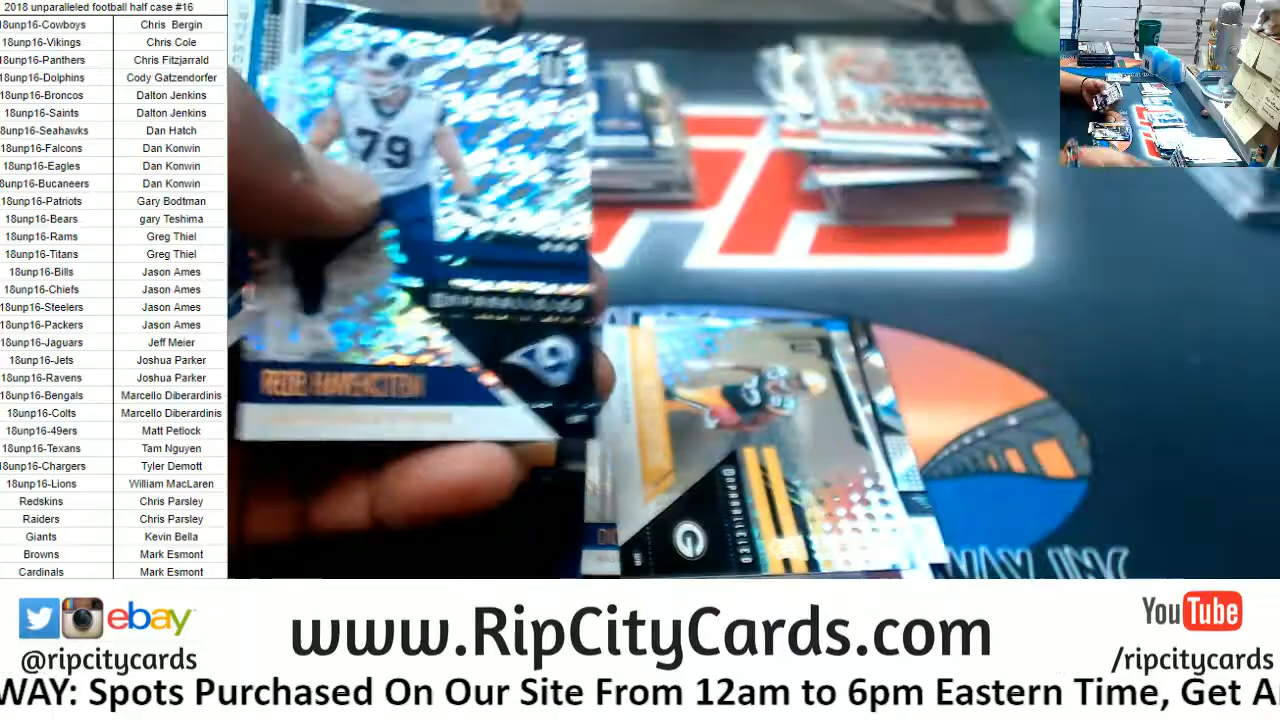 2018 unparalleled football half case #16
18unp16-Cowboys Chris Bergin
18unp16-Vikings Chris Cole
18unp16-Panthers Chris Fitzjarrald
18unp16-Dolphins Cody Gatzendorfer
18unp16-Broncos Dalton Jenkins
18unp16-Saints Dalton Jenkins
8unp16-Seahawks Dan Hatch
18unp16-Falcons Dan Konwin
18unp16-Eagles Dan Konwin
8unp16-Bucaneers Dan Konwin
18unp16-Patriots Gary Bodtman
18unp16-Bears gary Teshima
18unp16-Rams Greg Thiel
18unp16-Titans Greg Thiel
18unp16-Bills Jason Ames
18unp16-Chiefs Jason Ames
18unp16-Steelers Jason Ames
18unp16-Packers Jason Ames
18unp16-Jaguars Jeff Meier
18unp16-Jets Joshua Parker
18unp16-Ravens Joshua Parker
18unp16-Bengals Marcello Diberardinis
18unp16-Colts Marcello Diberardinis
18unp16-49ers Matt Petlock
18unp16-Texans Tam Nguyen
18unp16-Chargers Tyler Demott
18unp16-Lions William MacLaren
Redskins Chris Parsley
Raiders Chris Parsley
Giants Kevin Bella
Browns Mark Esmont
Cardinals Mark Esmont
79
UNPARALLELED
G
WR
UNPARALLELED
WAX INC
ebay
@ripcitycards
www.RipCityCards.com
YouTube
/ripcitycards
WAY: Spots Purchased On Our Site From 12am to 6pm Eastern Time, Get A